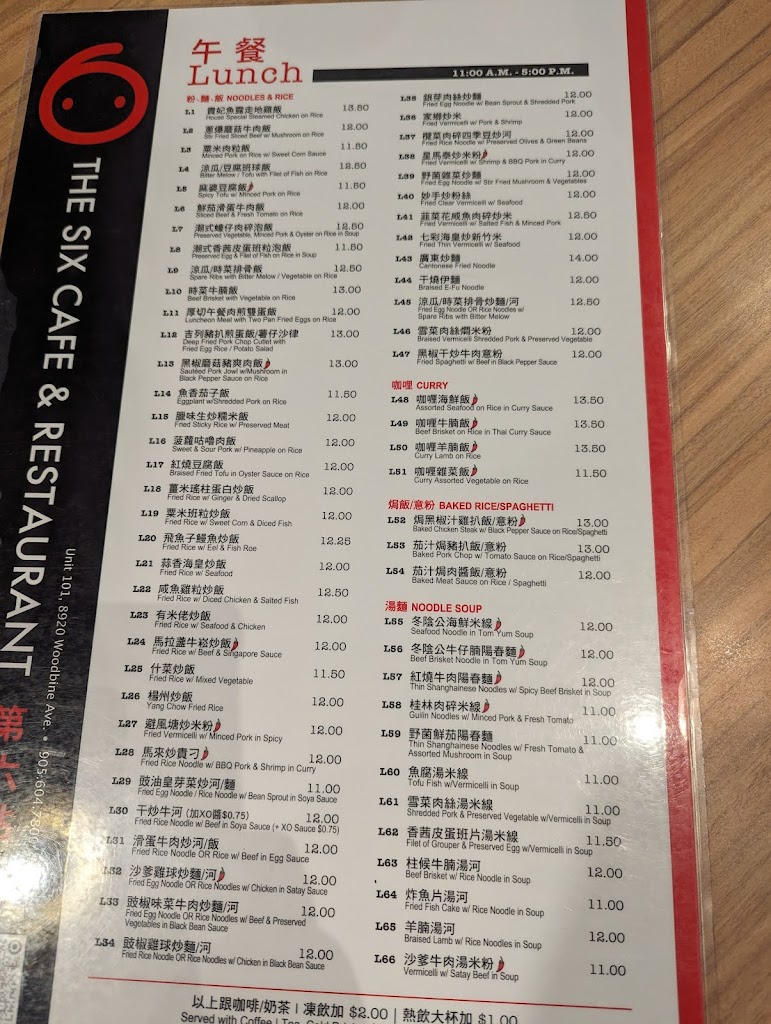 THE SIX CAFE & RESTAURANT
Unit 101, 8920 Woodbine Ave. • 905.604.
午餐
Lunch
11:00 A.M. - 5:00 P.M.
粉、麵、飯 NOODLES & RICE
L1 貴妃魚露走地雞飯 13.50
House Special Steamed Chicken on Rice
L2 蔥爆蘑菇牛肉飯 12.00
Stir Fried Sliced Beef w/ Mushroom on Rice
L3 粟米肉粒飯 11.50
Minced Pork on Rice w/ Sweet Corn Sauce
L4 涼瓜/豆腐班球飯 12.50
Bitter Melow / Tofu with Filet of Fish on Rice
L5 麻婆豆腐飯 11.50
Spicy Tofu w/ Minced Pork on Rice
L6 鮮茄滑蛋牛肉飯 12.00
Sliced Beef & Fresh Tomato on Rice
L7 潮式蠔仔肉碎泡飯 12.50
Preserved Vegetable, Minced Pork & Oyster on Rice in Soup
L8 潮式香茜皮蛋班粒泡飯 11.50
Preserved Egg & Filet of Fish on Rice in Soup
L9 涼瓜/時菜排骨飯 12.50
Spare Ribs with Bitter Melow / Vegetable on Rice
L10 時菜牛腩飯 13.00
Beef Brisket with Vegetable on Rice
L11 厚切午餐肉煎雙蛋飯 12.00
Luncheon Meat with Two Pan Fried Eggs on Rice
L12 吉列豬扒煎蛋飯/薯仔沙律 13.00
Deep Fried Pork Chop Cutlet with
Fried Egg Rice / Potato Salad
L13 黑椒蘑菇豬爽肉飯 13.00
Sautéed Pork Jowl w/Mushroom in
Black Pepper Sauce on Rice
L14 魚香茄子飯 11.50
Eggplant w/Shredded Pork on Rice
L15 臘味生炒糯米飯 12.00
Fried Sticky Rice w/ Preserved Meat
L16 菠蘿咕嚕肉飯 12.00
Sweet & Sour Pork w/ Pineapple on Rice
L17 紅燒豆腐飯 12.00
Braised Fried Tofu in Oyster Sauce on Rice
L18 薑米瑤柱蛋白炒飯 12.00
Fried Rice w/ Ginger & Dried Scallop
L19 粟米班粒炒飯 12.00
Fried Rice w/ Sweet Corn & Diced Fish
L20 飛魚子鰻魚炒飯 12.25
Fried Rice w/ Eel & Fish Roe
L21 蒜香海皇炒飯 12.00
Fried Rice w/ Seafood
L22 咸魚雞粒炒飯 12.50
Fried Rice w/ Diced Chicken & Salted Fish
L23 有米佬炒飯 12.00
Fried Rice w/ Seafood & Chicken
L24 馬拉盞牛崧炒飯 12.00
Fried Rice w/ Beef & Singapore Sauce
L25 什菜炒飯 11.50
Fried Rice w/ Mixed Vegetable
L26 楊州炒飯 12.00
Yang Chow Fried Rice
L27 避風塘炒米粉 12.00
Fried Vermicelli w/ Minced Pork in Spicy
L28 馬來炒貴刁 12.00
Fried Rice Noodle w/ BBQ Pork & Shrimp in Curry
L29 豉油皇芽菜炒河/麵 11.00
Fried Egg Noodle / Rice Noodle w/ Bean Sprout in Soya Sauce
L30 干炒牛河 (加XO醬$0.75) 12.00
Fried Rice Noodle w/ Beef in Soya Sauce (+ XO Sauce $0.75)
L31 滑蛋牛肉炒河/飯 12.00
Fried Rice Noodle OR Rice w/ Beef in Egg Sauce
L32 沙爹雞球炒麵/河 12.00
Fried Egg Noodle OR Rice Noodles w/ Chicken in Satay Sauce
L33 豉椒味菜牛肉炒麵/河 12.00
Fried Egg Noodle OR Rice Noodles w/ Beef & Preserved
Vegetables in Black Bean Sauce
L34 豉椒雞球炒麵/河 12.00
Fried Rice Noodle OR Rice Noodles w/ Chicken in Black Bean Sauce
L35 銀芽肉絲炒麵 12.00
Fried Egg Noodle w/ Bean Sprout & Shredded Pork
L36 家鄉炒米 12.00
Fried Vermicelli w/ Pork & Shrimp
L37 欖菜肉碎四季豆炒河 12.00
Fried Rice Noodle w/ Preserved Olives & Green Beans
L38 星馬泰炒米粉 12.00
Fried Vermicelli w/ Shrimp & BBQ Pork in Curry
L39 野菌雜菜炒麵 12.00
Fried Egg Noodle w/ Stir Fried Mushroom & Vegetables
L40 妙手炒粉絲 12.00
Fried Clear Vermicelli w/ Seafood
L41 韮菜花咸魚肉碎炒米 12.50
Fried Vermicelli w/ Salted Fish & Minced Pork
L42 七彩海皇炒新竹米 12.00
Fried Thin Vermicelli w/ Seafood
L43 廣東炒麵 14.00
Cantonese Fried Noodle
L44 干燒伊麵 12.00
Braised E-Fu Noodle
L45 涼瓜/時菜排骨炒麵/河 12.50
Fried Egg Noodle OR Rice Noodles w/
Spare Ribs with Bitter Melow
L46 雪菜肉絲燜米粉 12.00
Braised Vermicelli Shredded Pork & Preserved Vegetable
L47 黑椒干炒牛肉意粉 12.00
Fried Spaghetti w/ Beef in Black Pepper Sauce
咖喱 CURRY
L48 咖喱海鮮飯 13.50
Assorted Seafood on Rice in Curry Sauce
L49 咖喱牛腩飯 13.50
Beef Brisket on Rice in Thai Curry Sauce
L50 咖喱羊腩飯 13.50
Curry Lamb on Rice
L51 咖喱雜菜飯 11.50
Curry Assorted Vegetable on Rice
焗飯/意粉 BAKED RICE/SPAGHETTI
L52 焗黑椒汁雞扒飯/意粉 13.00
Baked Chicken Steak w/ Black Pepper Sauce on Rice/Spaghetti
L53 茄汁焗豬扒飯/意粉 13.00
Baked Pork Chop w/ Tomato Sauce on Rice/Spaghetti
L54 茄汁焗肉醬飯/意粉 12.00
Baked Meat Sauce on Rice / Spaghetti
湯麵 NOODLE SOUP
L55 冬陰公海鮮米線 12.00
Seafood Noodle in Tom Yum Soup
L56 冬陰公牛仔腩陽春麵 12.00
Beef Brisket Noodle in Tom Yum Soup
L57 紅燒牛肉陽春麵 12.00
Thin Shanghainese Noodles w/ Spicy Beef Brisket in Soup
L58 桂林肉碎米線 11.00
Guilin Noodles w/ Minced Pork & Fresh Tomato
L59 野菌鮮茄陽春麵 11.00
Thin Shanghainese Noodles w/ Fresh Tomato &
Assorted Mushroom in Soup
L60 魚腐湯米線 11.00
Tofu Fish w/Vermicelli in Soup
L61 雪菜肉絲湯米線 11.00
Shredded Pork & Preserved Vegetable w/Vermicelli in Soup
L62 香茜皮蛋班片湯米線 11.50
Filet of Grouper & Preserved Egg w/Vermicelli in Soup
L63 柱候牛腩湯河 12.00
Beef Brisket w/ Rice Noodle in Soup
L64 炸魚片湯河 11.00
Fried Fish Cake w/ Rice Noodle in Soup
L65 羊腩湯河 12.00
Braised Lamb w/ Rice Noodles in Soup
L66 沙爹牛肉湯米粉 11.00
Vermicelli w/ Satay Beef in Soup
以上跟咖啡/奶茶 | 凍飲加 $2.00 | 熱飲大杯加 $1.00
Served with Coffee | Tea